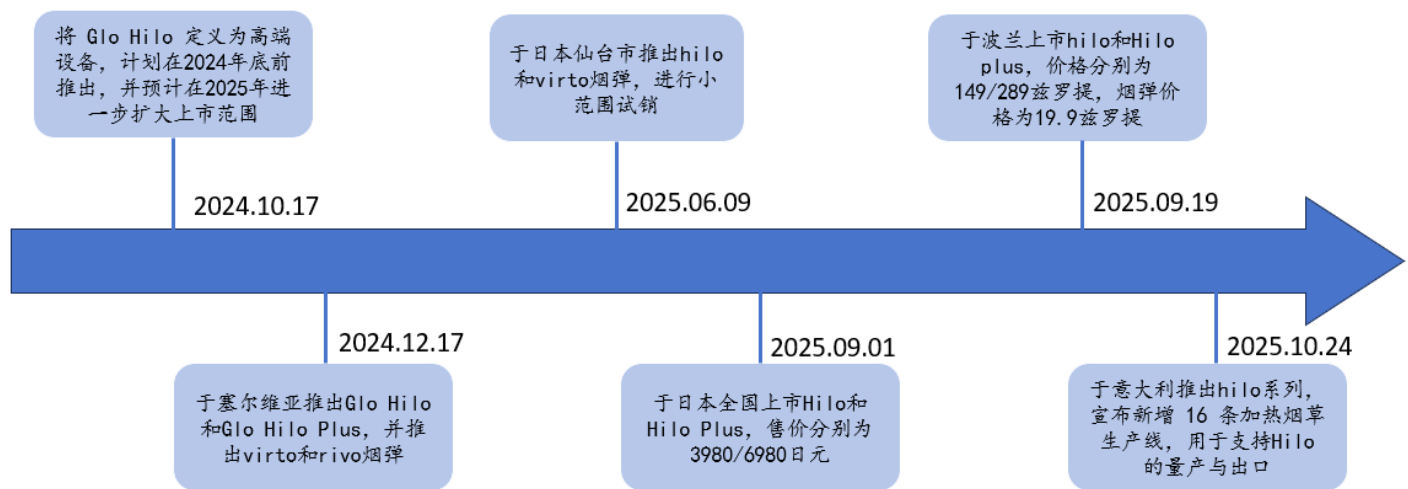 将 Glo Hilo 定义为高端
设备，计划在2024年底前
推出，并预计在2025年进
一步扩大上市范围
2024.10.17
于日本仙台市推出hilo
和virto烟弹，进行小
范围试销
2025.06.09
于波兰上市hilo和Hilo
plus，价格分别为
149/289兹罗提，烟弹价
格为19.9兹罗提
2025.09.19
2024.12.17
于塞尔维亚推出Glo Hilo
和Glo Hilo Plus，并推
出virto和rivo烟弹
2025.09.01
于日本全国上市Hilo和
Hilo Plus，售价分别为
3980/6980日元
2025.10.24
于意大利推出hilo系列，
宣布新增 16 条加热烟草
生产线，用于支持Hilo
的量产与出口